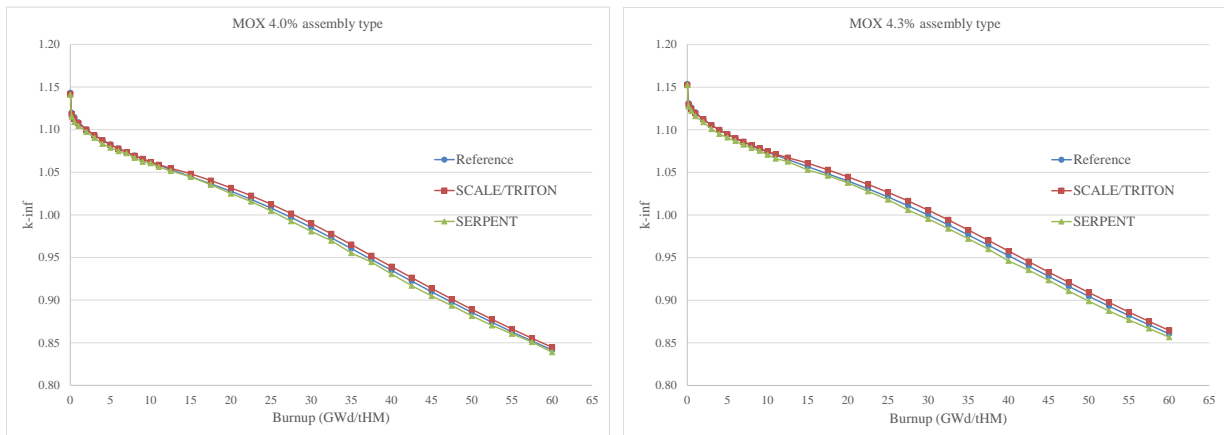 MOX 4.0% assembly type
1.20
1.15
1.10
1.05
1.00
0.95
0.90
0.85
0.80
k-inf
Reference
SCALE/TRITON
SERPENT
0 5 10 15 20 25 30 35 40 45 50 55 60 65
Burnup (GWd/tHM)
MOX 4.3% assembly type
1.20
1.15
1.10
1.05
1.00
0.95
0.90
0.85
0.80
k-inf
Reference
SCALE/TRITON
SERPENT
0 5 10 15 20 25 30 35 40 45 50 55 60 65
Burnup (GWd/tHM)